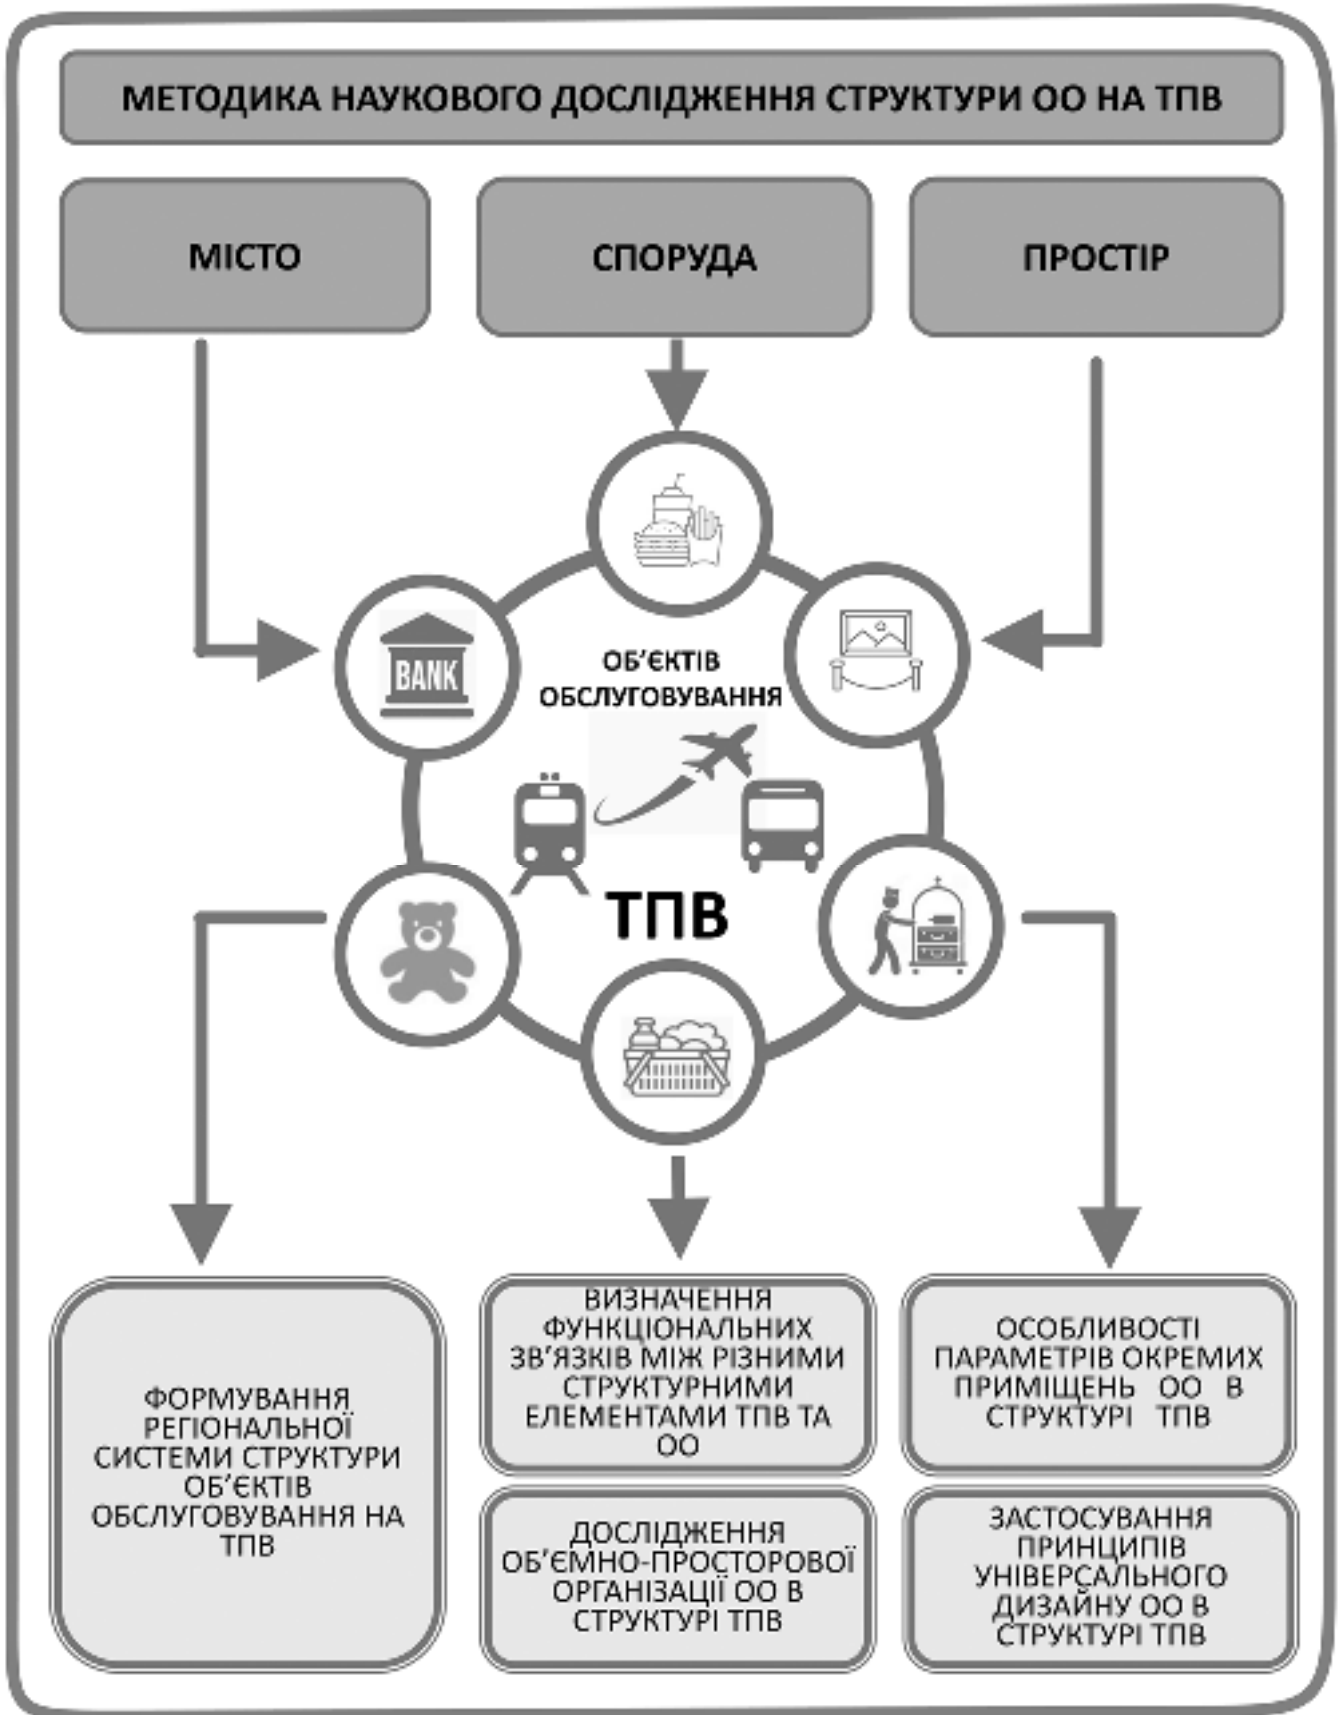 МЕТОДИКА НАУКОВОГО ДОСЛІДЖЕННЯ СТРУКТУРИ ОО НА ТПВ
МІСТО
СПОРУДА
ПРОСТІР
BANK
ОБ’ЄКТІВ
ОБСЛУГОВУВАННЯ
ТПВ
ФОРМУВАННЯ
РЕГІОНАЛЬНОЇ
СИСТЕМИ СТРУКТУРИ
ОБ’ЄКТІВ
ОБСЛУГОВУВАННЯ НА
ТПВ
ВИЗНАЧЕННЯ
ФУНКЦІОНАЛЬНИХ
ЗВ’ЯЗКІВ МІЖ РІЗНИМИ
СТРУКТУРНИМИ
ЕЛЕМЕНТАМИ ТПВ ТА
ОО
ДОСЛІДЖЕННЯ
ОБ’ЄМНО-ПРОСТОРОВОЇ
ОРГАНІЗАЦІЇ ОО В
СТРУКТУРІ ТПВ
ОСОБЛИВОСТІ
ПАРАМЕТРІВ ОКРЕМИХ
ПРИМІЩЕНЬ ОО В
СТРУКТУРІ ТПВ
ЗАСТОСУВАННЯ
ПРИНЦИПІВ
УНІВЕРСАЛЬНОГО
ДИЗАЙНУ ОО В
СТРУКТУРІ ТПВ